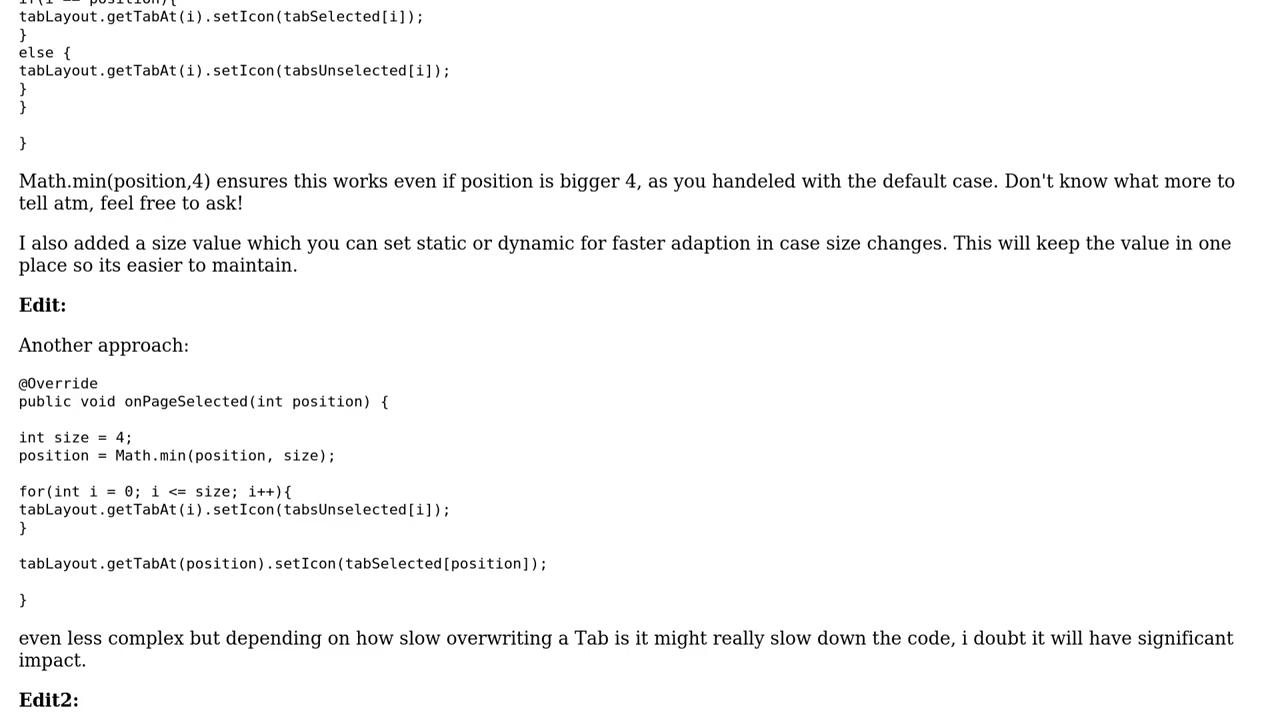 if(i == position){
tabLayout.getTabAt(i).setIcon(tabSelected[i]);
}
else {
tabLayout.getTabAt(i).setIcon(tabsUnselected[i]);
}
}
}
Math.min(position,4) ensures this works even if position is bigger 4, as you handeled with the default case. Don't know what more to
tell atm, feel free to ask!
I also added a size value which you can set static or dynamic for faster adaption in case size changes. This will keep the value in one
place so its easier to maintain.
Edit:
Another approach:
@Override
public void onPageSelected(int position) {
int size = 4;
position = Math.min(position, size);
for(int i = 0; i <= size; i++){
tabLayout.getTabAt(i).setIcon(tabsUnselected[i]);
}
tabLayout.getTabAt(position).setIcon(tabSelected[position]);
}
even less complex but depending on how slow overwriting a Tab is it might really slow down the code, i doubt it will have significant
impact.
Edit2: